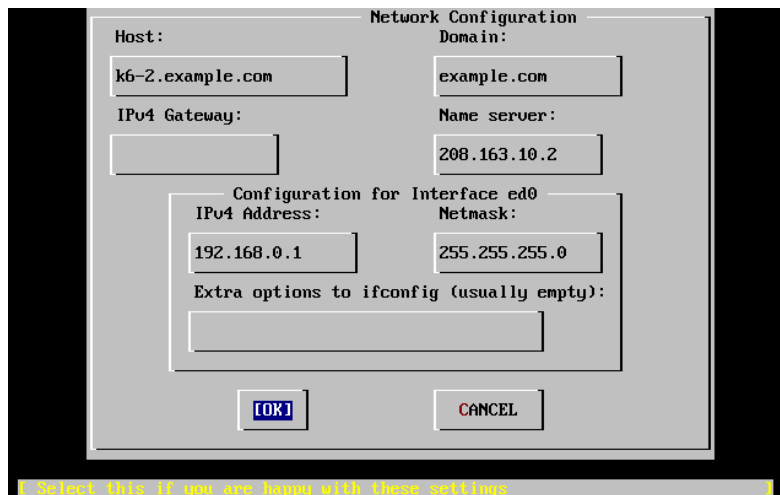 Network Configuration
Host: Domain:
k6-2.example.com example.com
IPv4 Gateway: Name server:
208.163.10.2
Configuration for Interface ed0
IPv4 Address: Netmask:
192.168.0.1 255.255.255.0
Extra options to ifconfig (usually empty):
[OK] CANCEL
[ Select this if you are happy with these settings ]